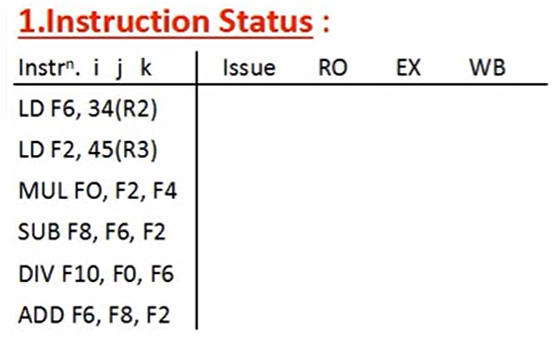 1.Instruction Status :
Instrⁿ. i j k Issue RO EX WB
LD F6, 34(R2)
LD F2, 45(R3)
MUL FO, F2, F4
SUB F8, F6, F2
DIV F10, F0, F6
ADD F6, F8, F2